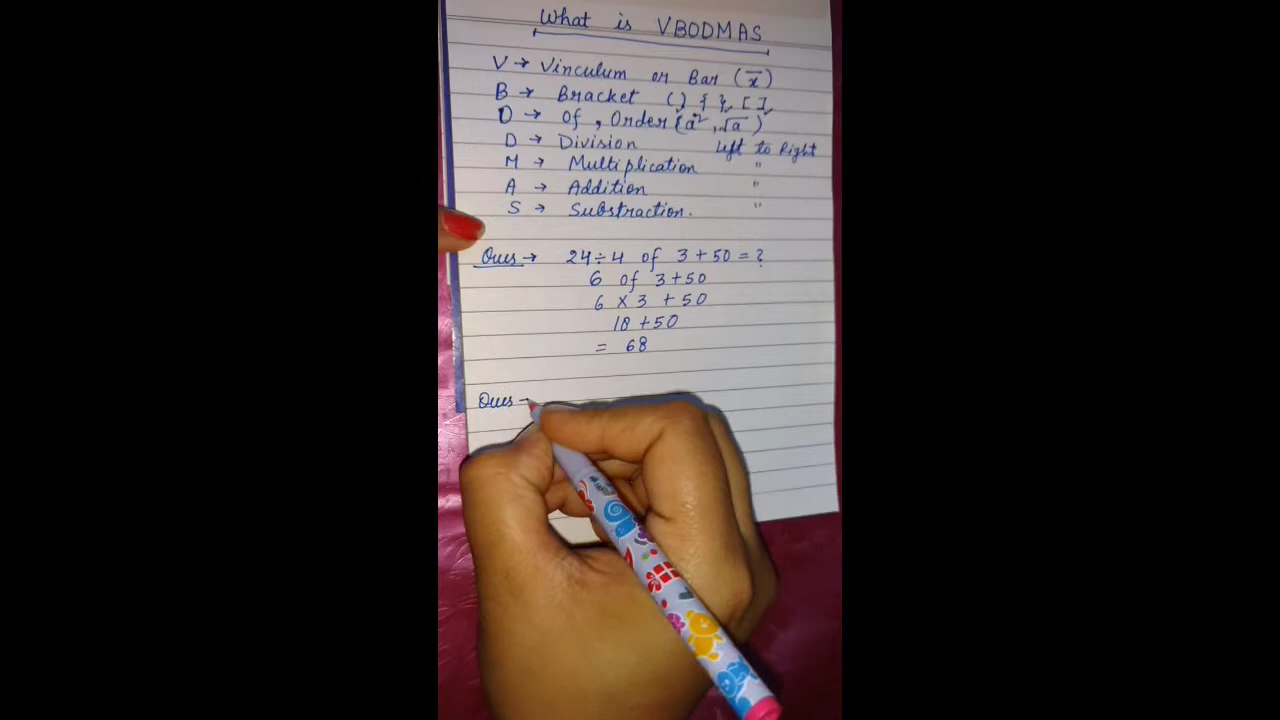 What is VBODMAS
V → Vinculum or Bar (x̅)
B → Bracket () { }, [ ],
O → Of, Order (a², √a)
D → Division Left to Right
M → Multiplication "
A → Addition "
S → Substraction. "
Ques → 24÷4 of 3+50 = ?
6 of 3+50
6 x 3 + 50
18 +50
= 68
Ques →